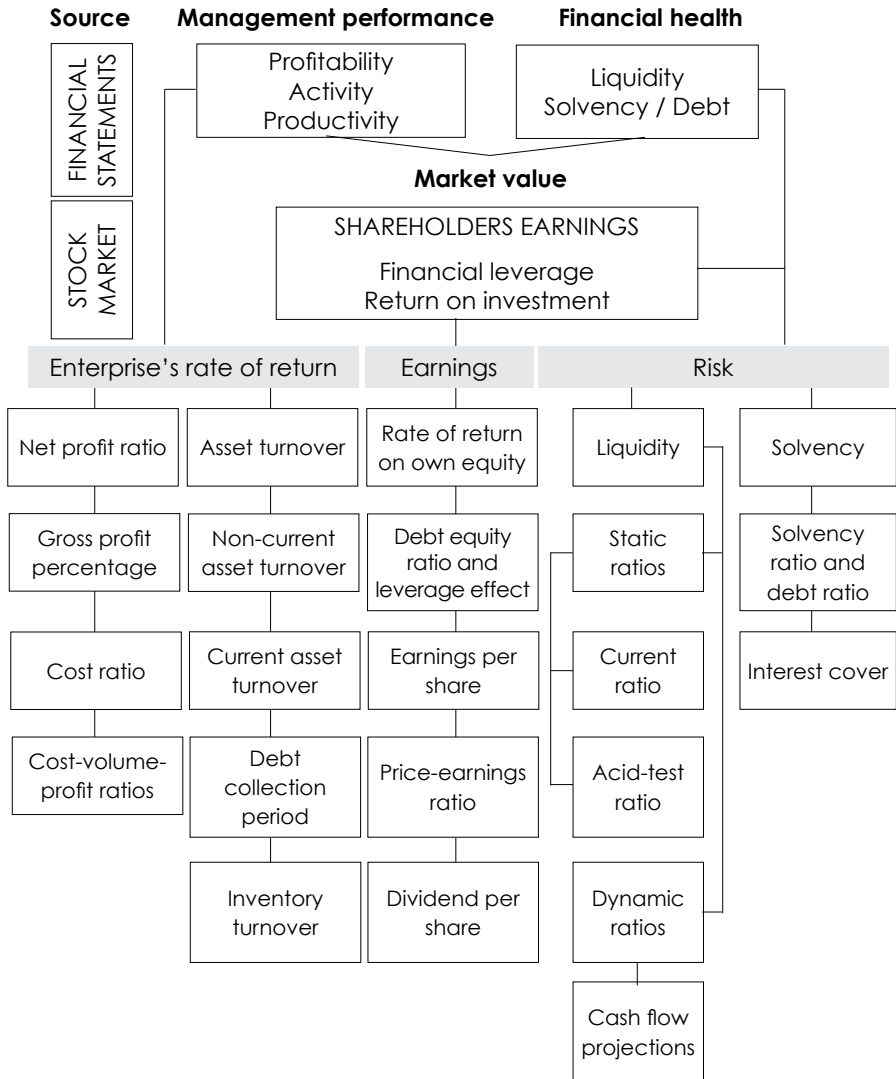 Source
Management performance
Financial health
FINANCIAL
STATEMENTS
Profitability
Activity
Productivity
Liquidity
Solvency / Debt
Market value
STOCK
MARKET
SHAREHOLDERS EARNINGS
Financial leverage
Return on investment
Enterprise’s rate of return
Earnings
Risk
Net profit ratio
Gross profit
percentage
Cost ratio
Cost-volume-
profit ratios
Asset turnover
Non-current
asset turnover
Current asset
turnover
Debt
collection
period
Inventory
turnover
Rate of return
on own equity
Debt equity
ratio and
leverage effect
Earnings per
share
Price-earnings
ratio
Dividend per
share
Liquidity
Static
ratios
Current
ratio
Acid-test
ratio
Dynamic
ratios
Cash flow
projections
Solvency
Solvency
ratio and
debt ratio
Interest cover